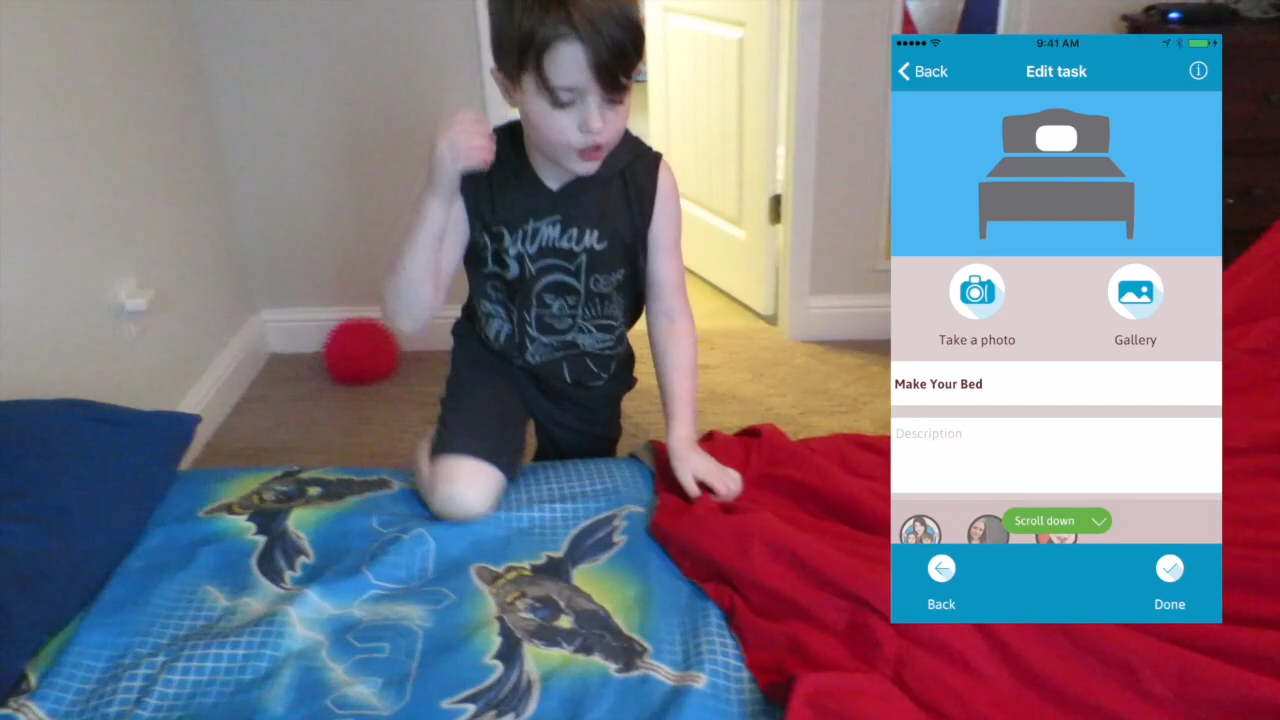 9:41 AM
Back
Edit task
Take a photo
Gallery
Make Your Bed
Description
Scroll down
Back
Done
Batman